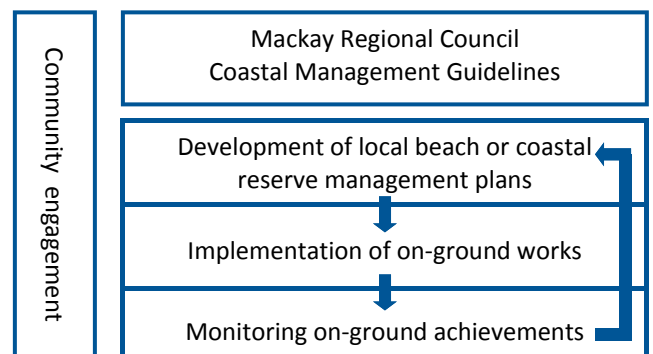 Community engagement
Mackay Regional Council
Coastal Management Guidelines
Development of local beach or coastal
reserve management plans
Implementation of on-ground works
Monitoring on-ground achievements